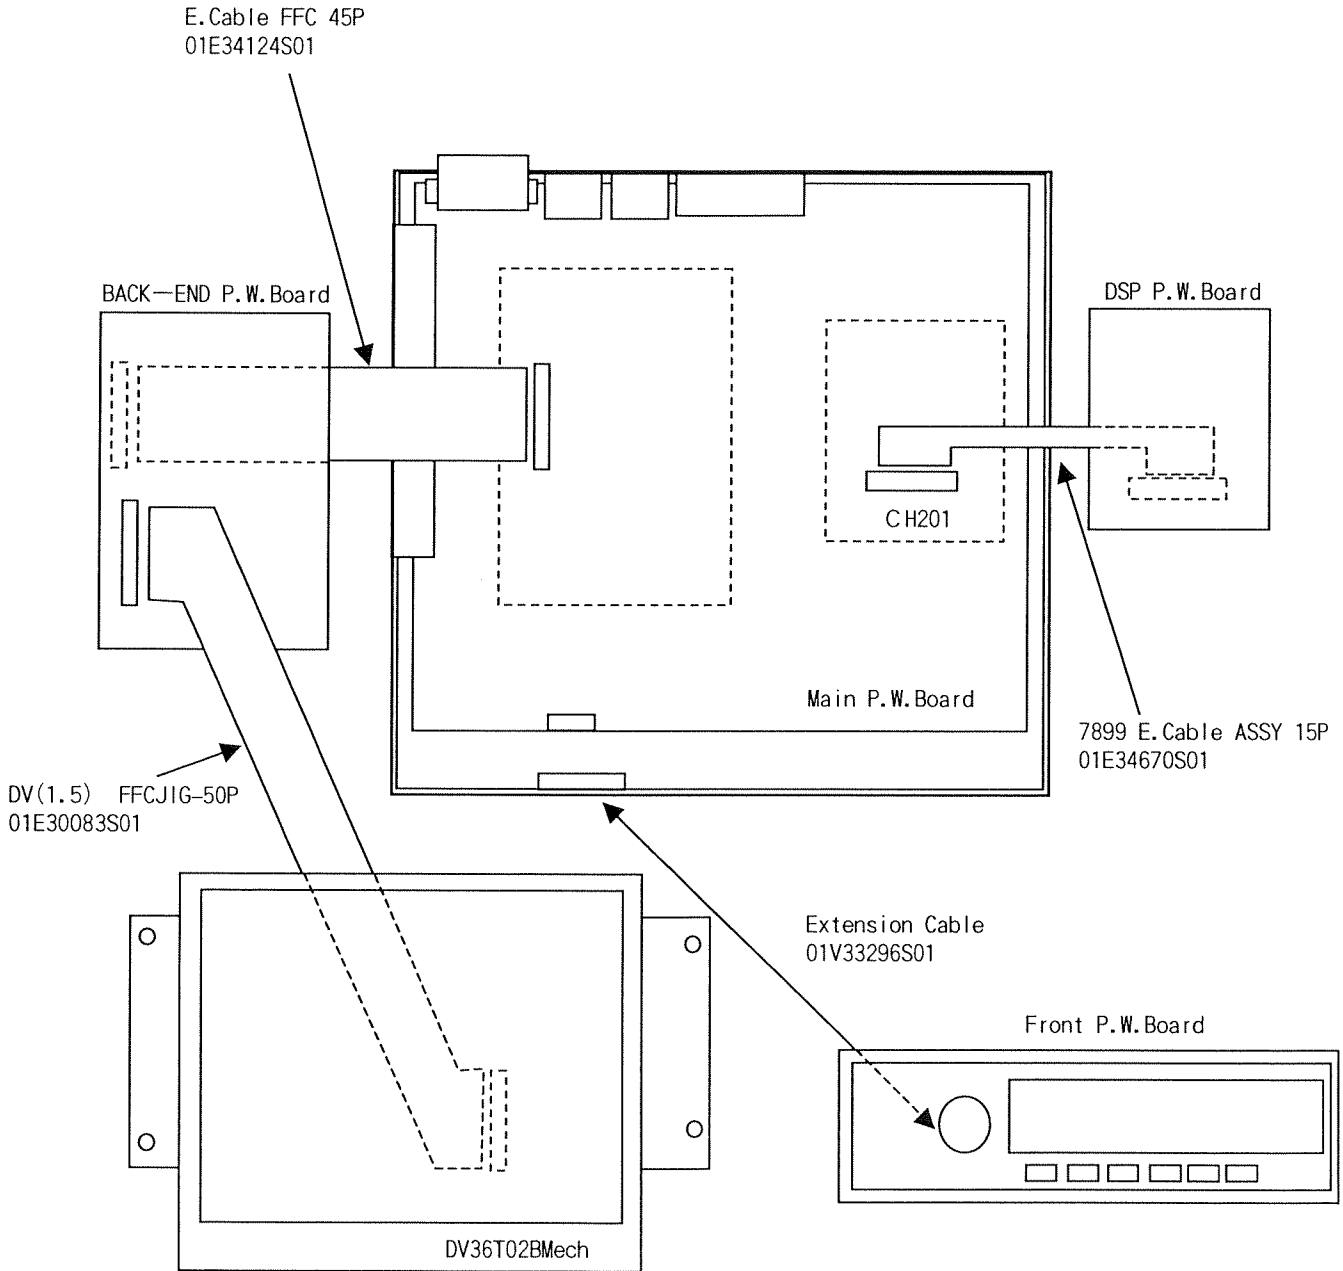 E.Cable FFC 45P
01E34124S01
BACK—END P.W.Board
DSP P.W.Board
CH201
Main P.W.Board
7899 E.Cable ASSY 15P
01E34670S01
DV(1.5) FFCJIG-50P
01E30083S01
Extension Cable
01V33296S01
Front P.W.Board
DV36T02BMech